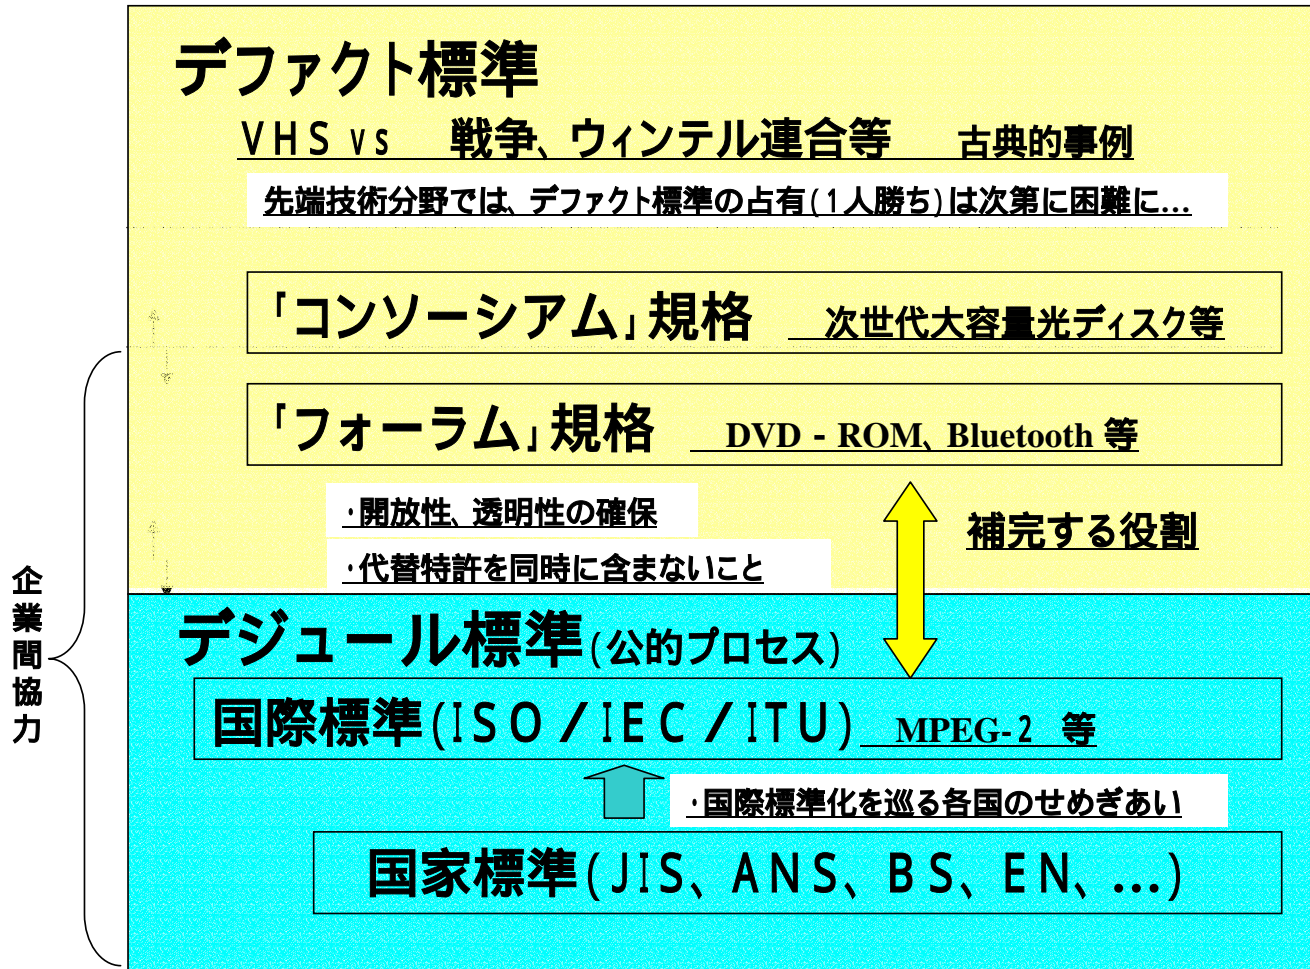 デファクト標準
VHS vs 戦争、ウィンテル連合等 古典的事例
先端技術分野では、デファクト標準の占有(1人勝ち)は次第に困難に...
「コンソーシアム」規格 次世代大容量光ディスク等
「フォーラム」規格 DVD-ROM、Bluetooth 等
・開放性、透明性の確保
・代替特許を同時に含まないこと
補完する役割
企業間協力
デジュール標準(公的プロセス)
国際標準(ISO/IEC/ITU) MPEG-2 等
・国際標準化を巡る各国のせめぎあい
国家標準(JIS、ANS、BS、EN、...)